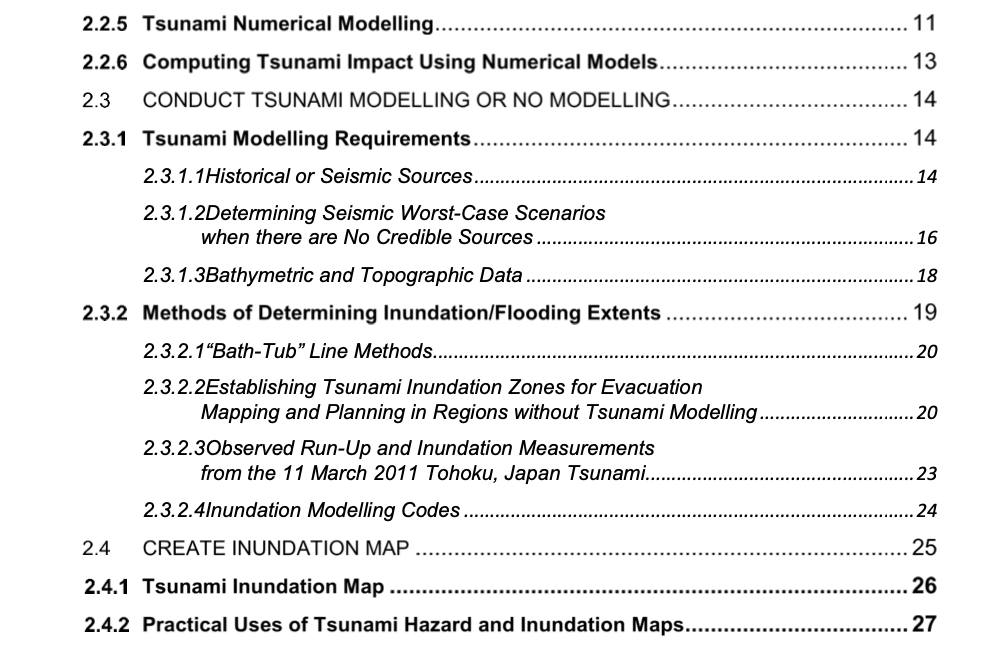 2.2.5 Tsunami Numerical Modelling........................................................................ 11
2.2.6 Computing Tsunami Impact Using Numerical Models...................................... 13
2.3 CONDUCT TSUNAMI MODELLING OR NO MODELLING.................................... 14
2.3.1 Tsunami Modelling Requirements.................................................................. 14
2.3.1.1Historical or Seismic Sources.................................................................... 14
2.3.1.2Determining Seismic Worst-Case Scenarios
when there are No Credible Sources ............................................................ 16
2.3.1.3Bathymetric and Topographic Data ............................................................ 18
2.3.2 Methods of Determining Inundation/Flooding Extents ..................................... 19
2.3.2.1“Bath-Tub” Line Methods........................................................................... 20
2.3.2.2Establishing Tsunami Inundation Zones for Evacuation
Mapping and Planning in Regions without Tsunami Modelling ........................ 20
2.3.2.3Observed Run-Up and Inundation Measurements
from the 11 March 2011 Tohoku, Japan Tsunami.......................................... 23
2.3.2.4Inundation Modelling Codes ...................................................................... 24
2.4 CREATE INUNDATION MAP ........................................................................... 25
2.4.1 Tsunami Inundation Map .............................................................................. 26
2.4.2 Practical Uses of Tsunami Hazard and Inundation Maps.................................. 27